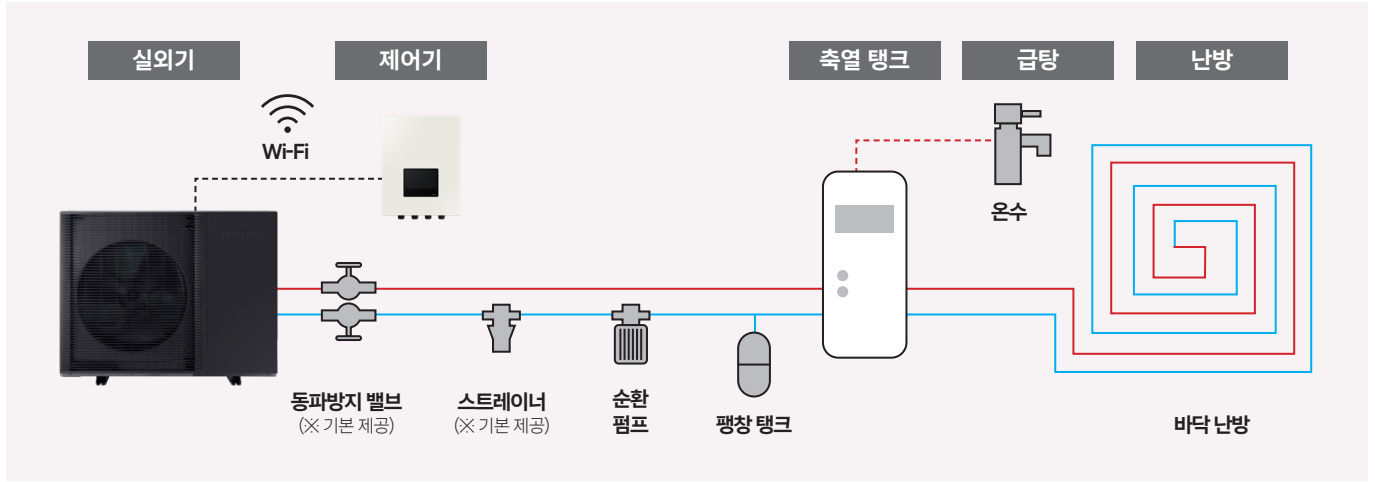 실외기
제어기
축열 탱크
급탕
난방
Wi-Fi
SAMSUNG
온수
동파방지 밸브
(※ 기본 제공)
스트레이너
(※ 기본 제공)
순환
펌프
팽창 탱크
바닥 난방